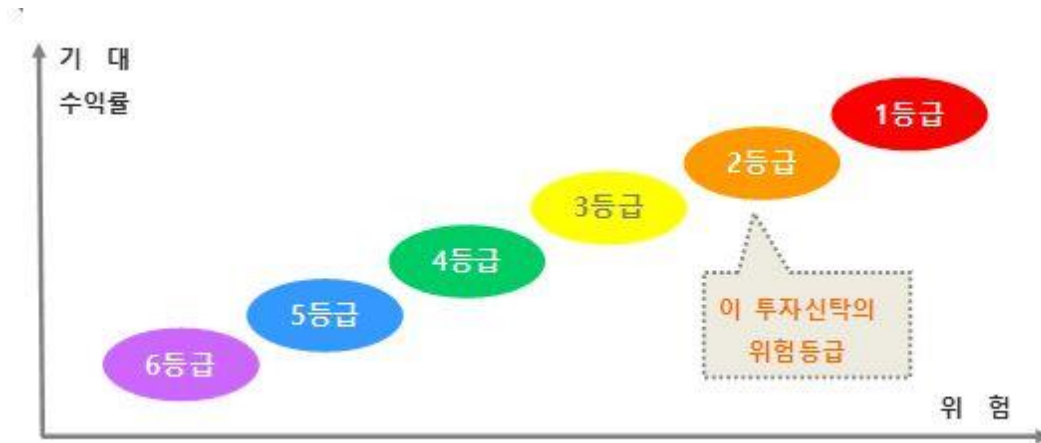 기 대
수익률
1등급
2등급
3등급
4등급
5등급
6등급
이 투자신탁의
위험등급
위 험